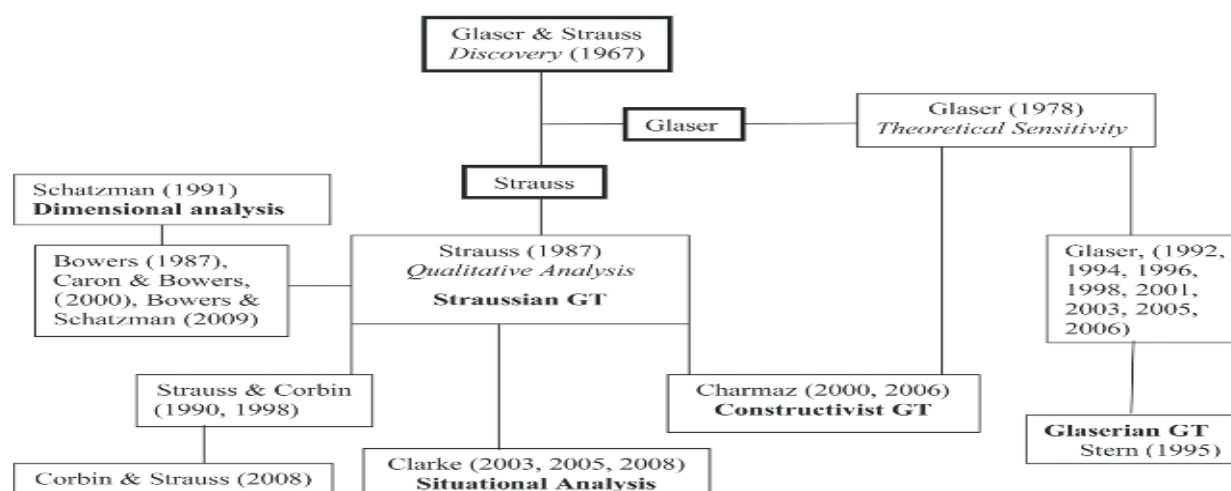 Glaser & Strauss
Discovery (1967)
Glaser
Glaser (1978)
Theoretical Sensitivity
Strauss
Schatzman (1991)
Dimensional analysis
Bowers (1987),
Caron & Bowers,
(2000), Bowers &
Schatzman (2009)
Strauss (1987)
Qualitative Analysis
Straussian GT
Glaser, (1992,
1994, 1996,
1998, 2001,
2003, 2005,
2006)
Strauss & Corbin
(1990, 1998)
Charmaz (2000, 2006)
Constructivist GT
Glaserian GT
Stern (1995)
Corbin & Strauss (2008)
Clarke (2003, 2005, 2008)
Situational Analysis